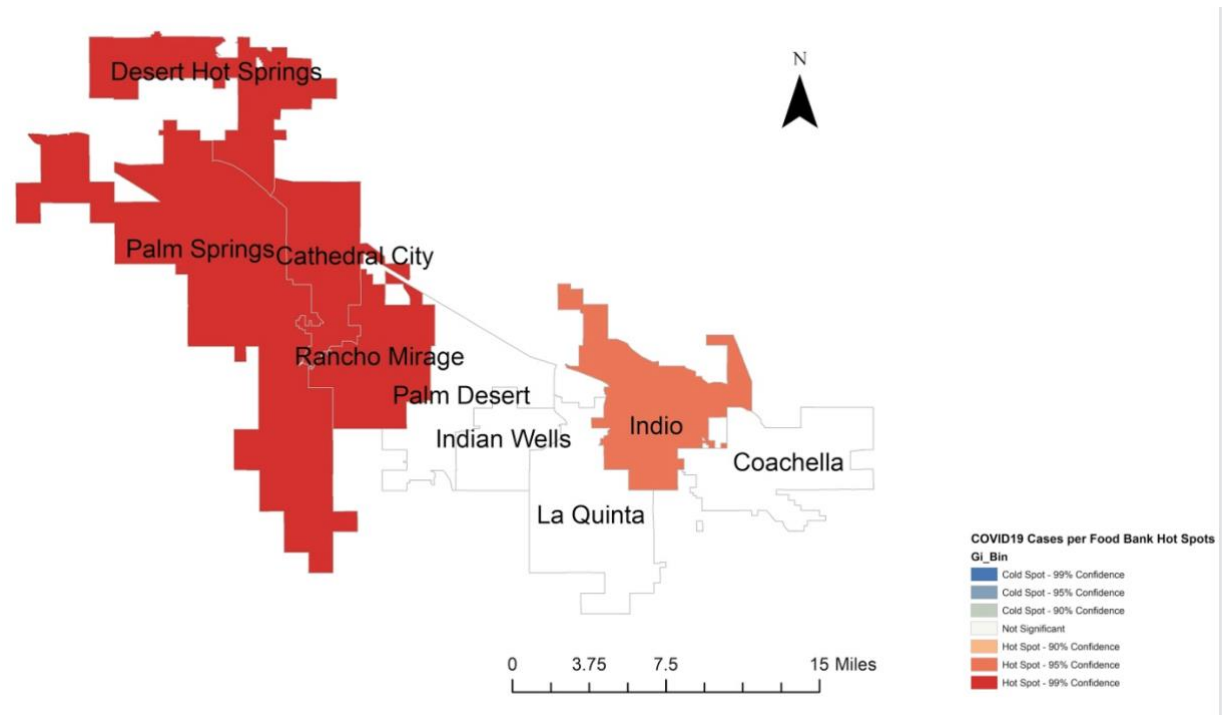 Desert Hot Springs
N
Palm Springs
Cathedral City
Rancho Mirage
Palm Desert
Indian Wells
Indio
Coachella
La Quinta
COVID19 Cases per Food Bank Hot Spots
Gi_Bin
Cold Spot - 99% Confidence
Cold Spot - 95% Confidence
Cold Spot - 90% Confidence
Not Significant
Hot Spot - 90% Confidence
Hot Spot - 95% Confidence
Hot Spot - 99% Confidence
0 3.75 7.5 15 Miles